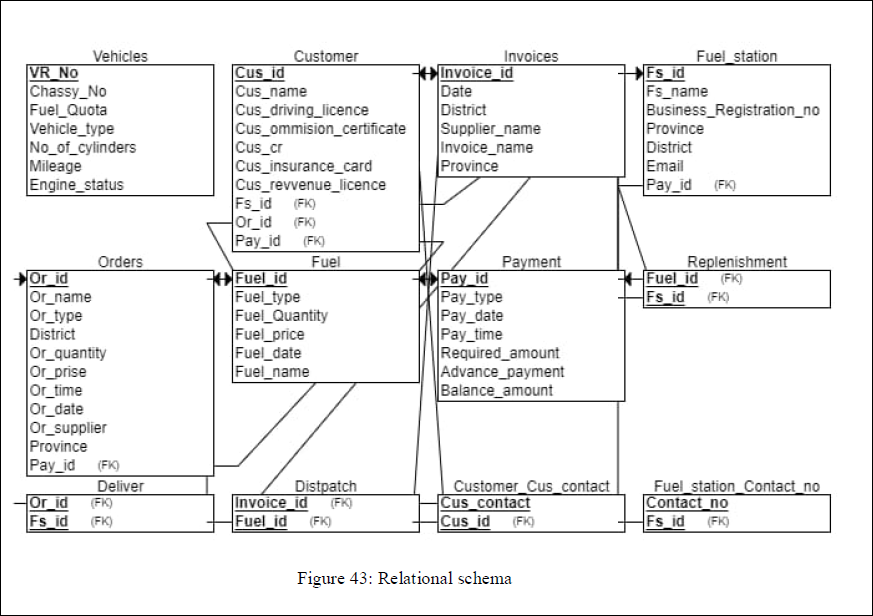 Vehicles
VR_No
Chassy_No
Fuel_Quota
Vehicle_type
No_of_cylinders
Mileage
Engine_status
Customer
Cus_id
Cus_name
Cus_driving_licence
Cus_ommision_certificate
Cus_cr
Cus_insurance_card
Cus_revvenue_licence
Fs_id (FK)
Or_id (FK)
Pay_id (FK)
Invoices
Invoice_id
Date
District
Supplier_name
Invoice_name
Province
Fuel_station
Fs_id
Fs_name
Business_Registration_no
Province
District
Email
Pay_id (FK)
Orders
Or_id
Or_name
Or_type
District
Or_quantity
Or_prise
Or_time
Or_date
Or_supplier
Province
Pay_id (FK)
Fuel
Fuel_id
Fuel_type
Fuel_Quantity
Fuel_price
Fuel_date
Fuel_name
Payment
Pay_id
Pay_type
Pay_date
Pay_time
Required_amount
Advance_payment
Balance_amount
Replenishment
Fuel_id (FK)
Fs_id (FK)
Deliver
Or_id (FK)
Fs_id (FK)
Distpatch
Invoice_id (FK)
Fuel_id (FK)
Customer_Cus_contact
Cus_contact
Cus_id (FK)
Fuel_station_Contact_no
Contact_no
Fs_id (FK)
Figure 43: Relational schema